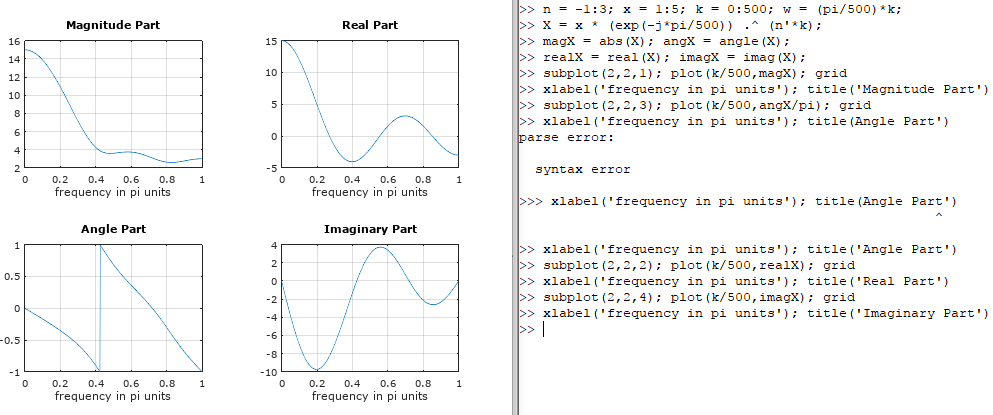 Magnitude Part
16
14
12
10
8
6
4
2
0 0.2 0.4 0.6 0.8 1
frequency in pi units
Real Part
15
10
5
0
-5
0 0.2 0.4 0.6 0.8 1
frequency in pi units
Angle Part
1
0.5
0
-0.5
-1
0 0.2 0.4 0.6 0.8 1
frequency in pi units
Imaginary Part
4
2
0
-2
-4
-6
-8
-10
0 0.2 0.4 0.6 0.8 1
frequency in pi units
>> n = -1:3; x = 1:5; k = 0:500; w = (pi/500)*k;
>> X = x * (exp(-j*pi/500)) .^ (n'*k);
>> magX = abs(X); angX = angle(X);
>> realX = real(X); imagX = imag(X);
>> subplot(2,2,1); plot(k/500,magX); grid
>> xlabel('frequency in pi units'); title('Magnitude Part')
>> subplot(2,2,3); plot(k/500,angX/pi); grid
>> xlabel('frequency in pi units'); title(Angle Part')
parse error:
syntax error
>>> xlabel('frequency in pi units'); title(Angle Part')
^
>> xlabel('frequency in pi units'); title('Angle Part')
>> subplot(2,2,2); plot(k/500,realX); grid
>> xlabel('frequency in pi units'); title('Real Part')
>> subplot(2,2,4); plot(k/500,imagX); grid
>> xlabel('frequency in pi units'); title('Imaginary Part')
>>